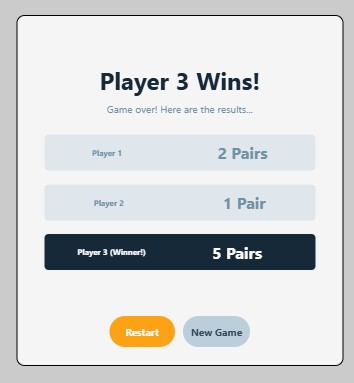 Player 3 Wins!
Game over! Here are the results...
Player 1 2 Pairs
Player 2 1 Pair
Player 3 (Winner!) 5 Pairs
Restart New Game